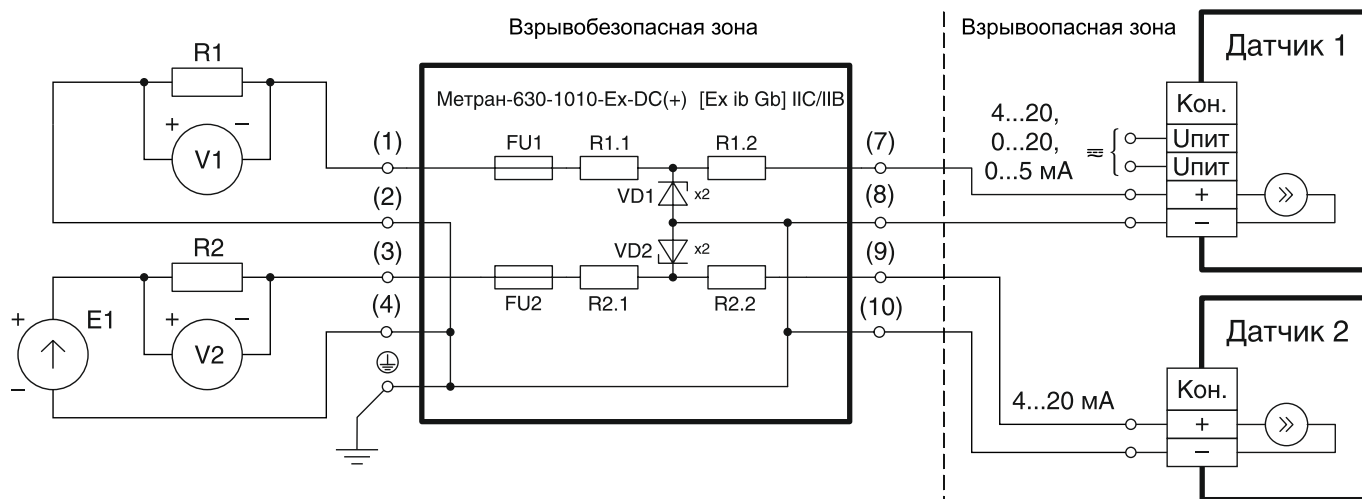 Взрывобезопасная зона
Взрывоопасная зона
Датчик 1
R1
+ −
V1
Метран-630-1010-Ex-DC(+) [Ex ib Gb] IIC/IIB
(1)
FU1
R1.1
R1.2
(7)
VD1 x2
(2)
(8)
4...20,
0...20,
0...5 мА
Кон.
Uпит
Uпит
+
−
R2
(3)
VD2 x2
(9)
FU2
R2.1
R2.2
+ −
V2
+
E1
−
(4)
(10)
Датчик 2
4...20 мА
Кон.
+
−